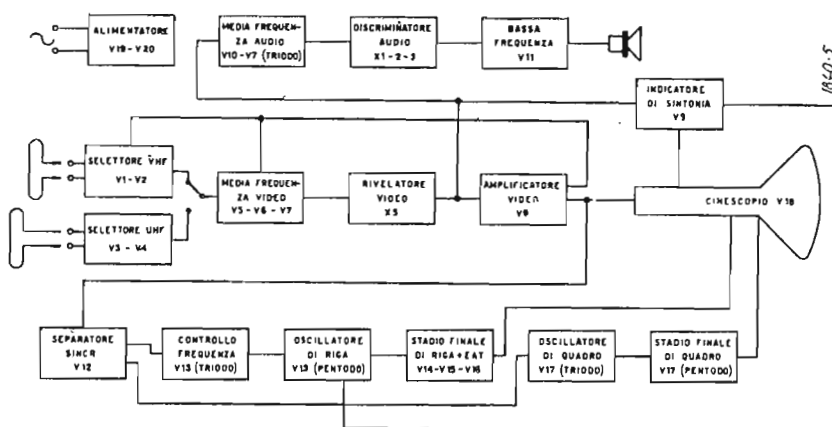 ALIMENTATORE
V19-V20
MEDIA FREQUEN-
ZA AUDIO
V10-V7 (TRIODO)
DISCRIMINATORE
AUDIO
X1-2-3
BASSA
FREQUENZA
V11
INDICATORE
DI SINTONIA
V9
SELETTORE VHF
V1-V2
MEDIA FREQUEN-
ZA VIDEO
V5-V6-V7
RIVELATORE
VIDEO
X5
AMPLIFICATORE
VIDEO
CINESCOPIO V18
SELETTORE UHF
V3 - V4
SEPARATORE
SINCR
V12
CONTROLLO
FREQUENZA
V13 (TRIODO)
OSCILLATORE
DI RIGA
V13 (PENTODO)
STADIO FINALE
DI RIGA+EAT
V14-V15-V16
OSCILLATORE
DI QUADRO
V17 (TRIODO)
STADIO FINALE
DI QUADRO
V17 (PENTODO)